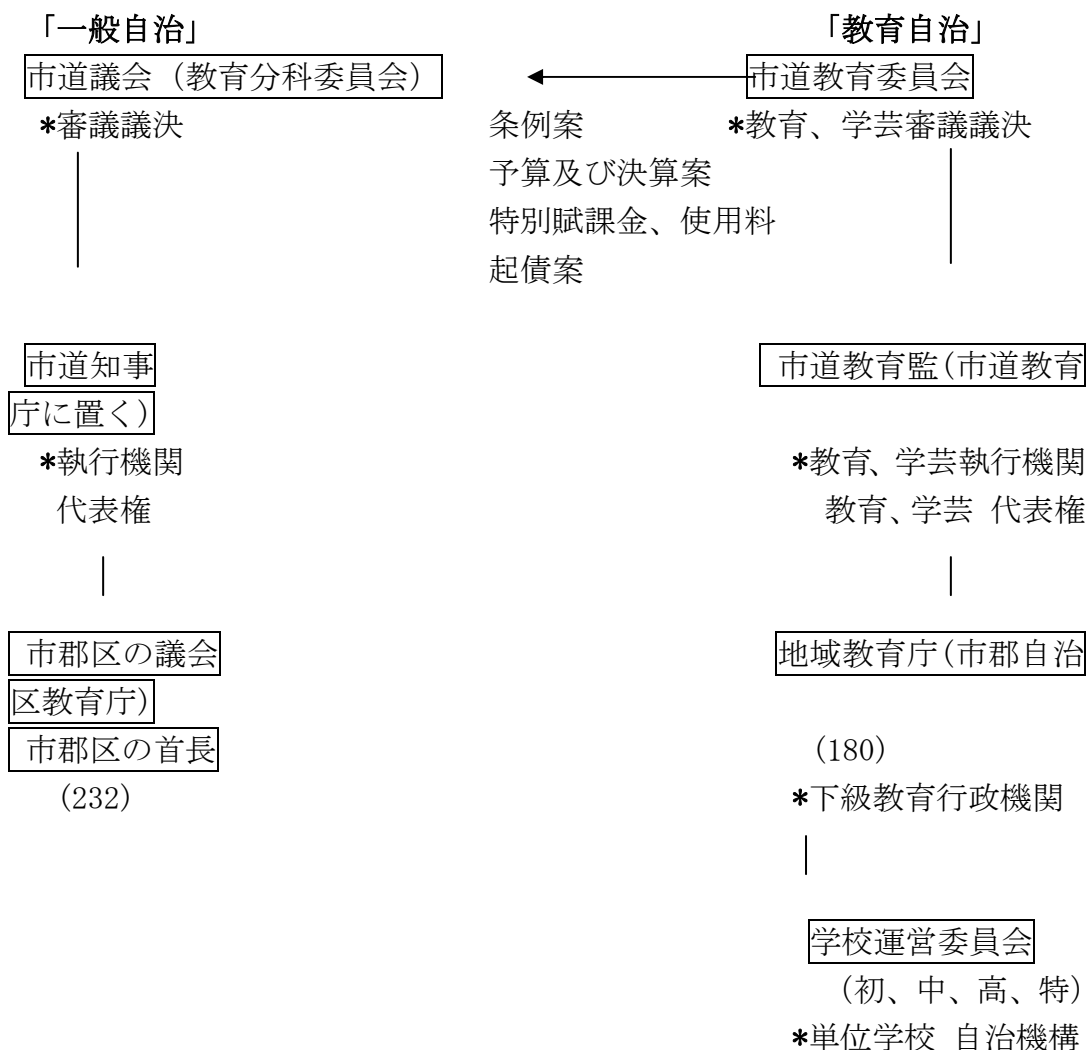 「一般自治」 「教育自治」
市道議会（教育分科委員会） 市道教育委員会
*審議議決 条例案 *教育、学芸審議議決
予算及び決算案
特別賦課金、使用料
起債案
市道知事 市道教育監(市道教育
庁に置く)
*執行機関 *教育、学芸執行機関
代表権 教育、学芸 代表権
市郡区の議会 地域教育庁(市郡自治
区教育庁)
市郡区の首長 (180)
(232) *下級教育行政機関
学校運営委員会
(初、中、高、特)
*単位学校 自治機構